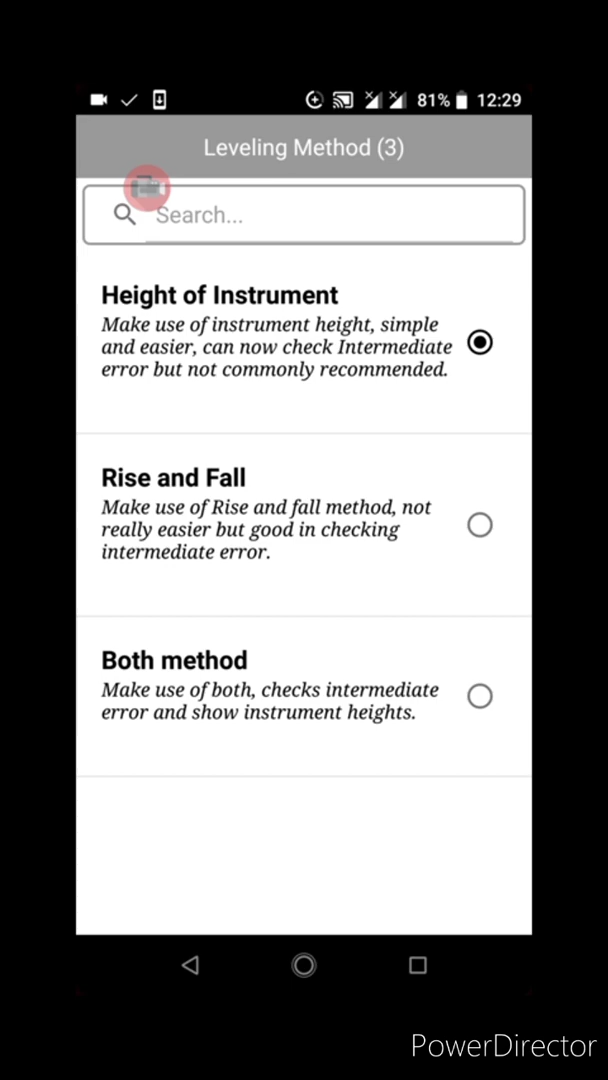 81% 12:29
Leveling Method (3)
Search...
Height of Instrument
Make use of instrument height, simple
and easier, can now check Intermediate
error but not commonly recommended.
Rise and Fall
Make use of Rise and fall method, not
really easier but good in checking
intermediate error.
Both method
Make use of both, checks intermediate
error and show instrument heights.
PowerDirector